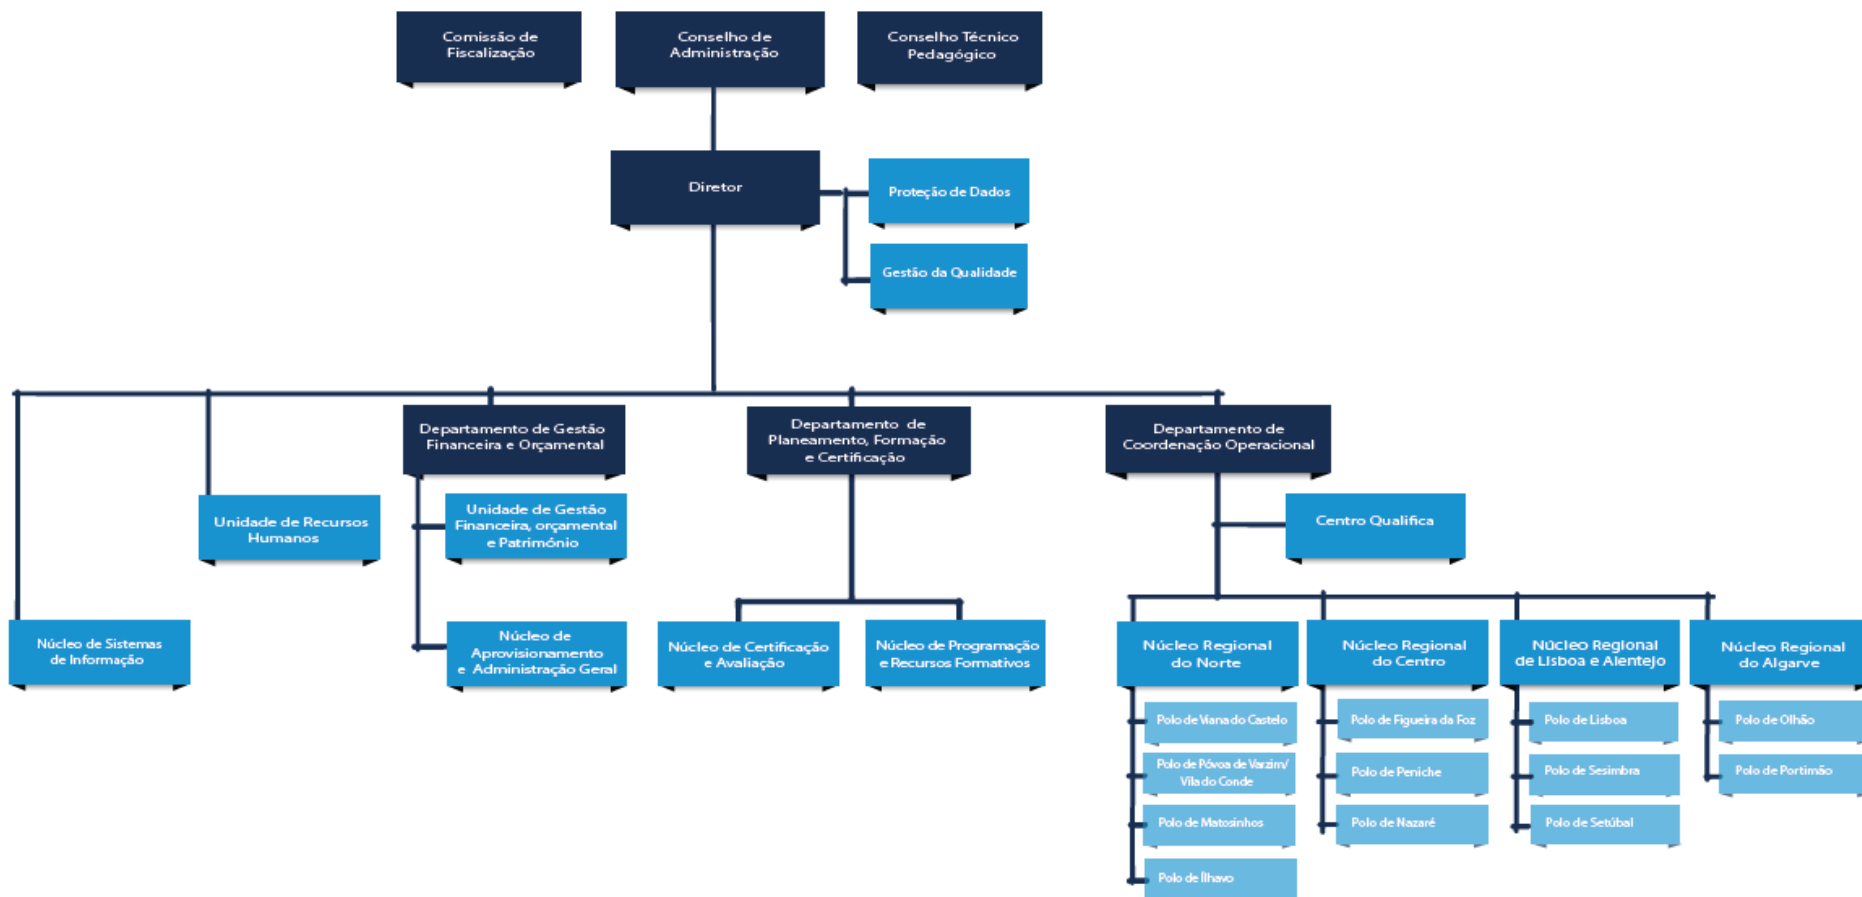 Comissão de
Fiscalização
Conselho de
Administração
Conselho Técnico
Pedagógico
Diretor
Proteção de Dados
Gestão da Qualidade
Departamento de Gestão
Financeira e Orçamental
Departamento de
Planeamento, Formação
e Certificação
Departamento de
Coordenação Operacional
Unidade de Recursos
Humanos
Unidade de Gestão
Financeira, orçamental
e Património
Centro Qualifica
Núcleo de Sistemas
de Informação
Núcleo de
Aprovisionamento
e Administração Geral
Núcleo de Certificação
e Avaliação
Núcleo de Programação
e Recursos Formativos
Núcleo Regional
do Norte
Núcleo Regional
do Centro
Núcleo Regional
de Lisboa e Alentejo
Núcleo Regional
do Algarve
Polo de Viana do Castelo
Polo de Póvoa de Varzim/
Vila do Conde
Polo de Matosinhos
Polo de Ílhavo
Polo de Figueira da Foz
Polo de Peniche
Polo de Nazaré
Polo de Lisboa
Polo de Sesimbra
Polo de Setúbal
Polo de Olhão
Polo de Portimão